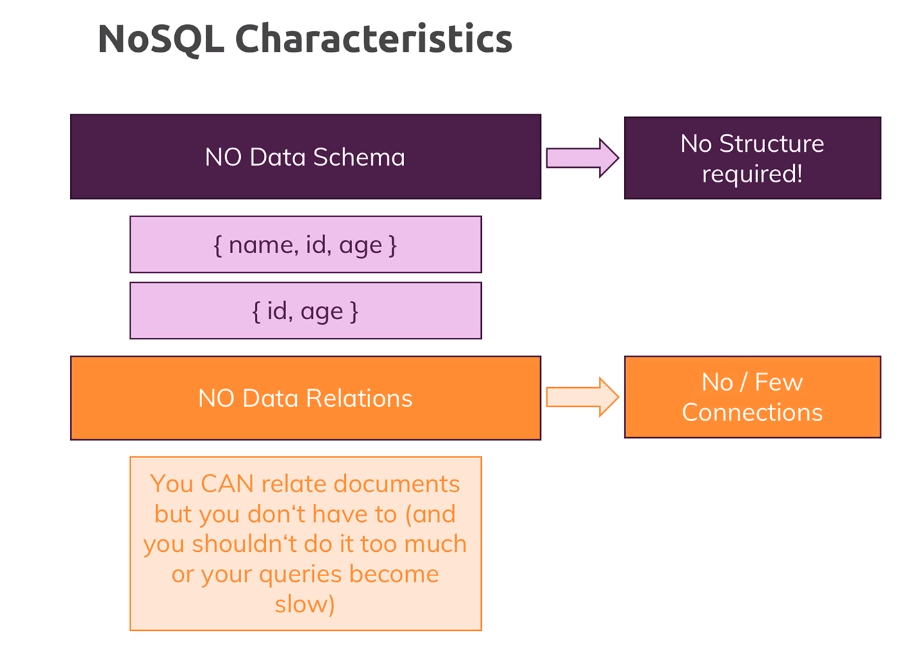 NoSQL Characteristics
NO Data Schema
No Structure
required!
{ name, id, age }
{ id, age }
NO Data Relations
No / Few
Connections
You CAN relate documents
but you don‘t have to (and
you shouldn‘t do it too much
or your queries become
slow)